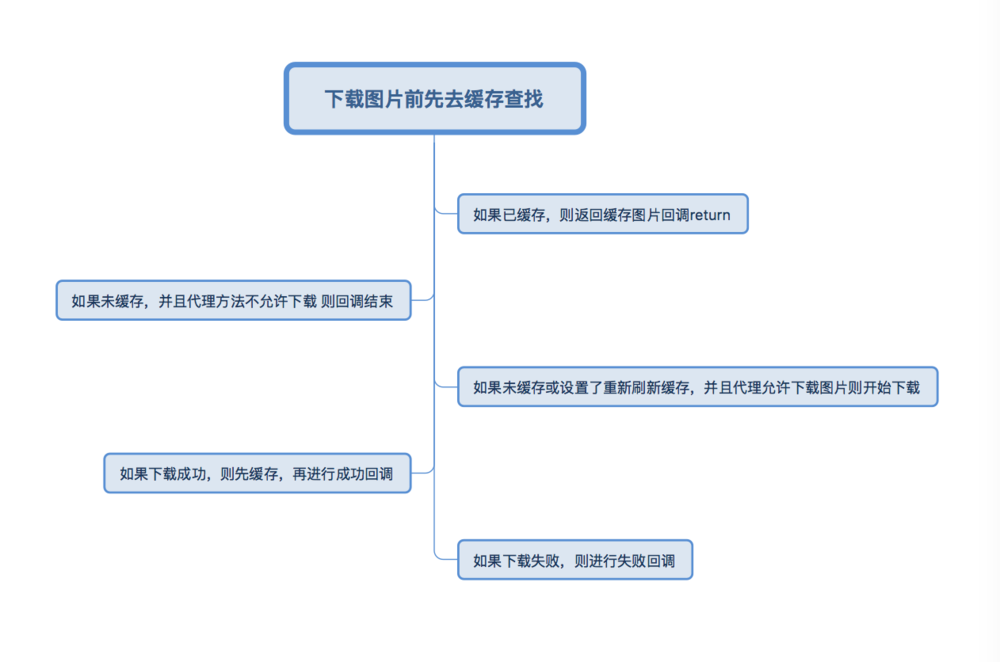 下载图片前先去缓存查找
如果已缓存，则返回缓存图片回调return
如果未缓存，并且代理方法不允许下载 则回调结束
如果未缓存或设置了重新刷新缓存，并且代理允许下载图片则开始下载
如果下载成功，则先缓存，再进行成功回调
如果下载失败，则进行失败回调